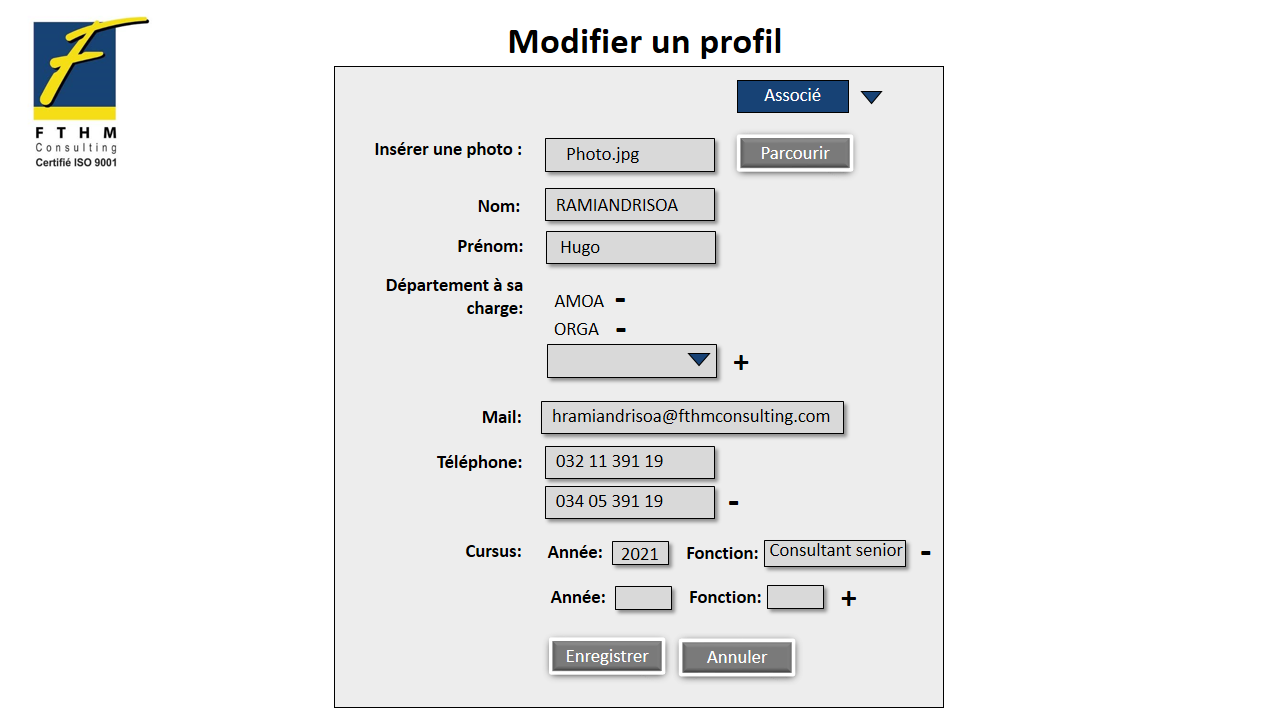 Modifier un profil
F T H M
Consulting
Certifié ISO 9001
Associé
Insérer une photo : Photo.jpg Parcourir
Nom: RAMIANDRISOA
Prénom: Hugo
Département à sa
charge:
AMOA -
ORGA -
+
Mail: hramiandrisoa@fthmconsulting.com
Téléphone: 032 11 391 19
034 05 391 19 -
Cursus: Année: 2021 Fonction: Consultant senior -
Année: Fonction: +
Enregistrer Annuler